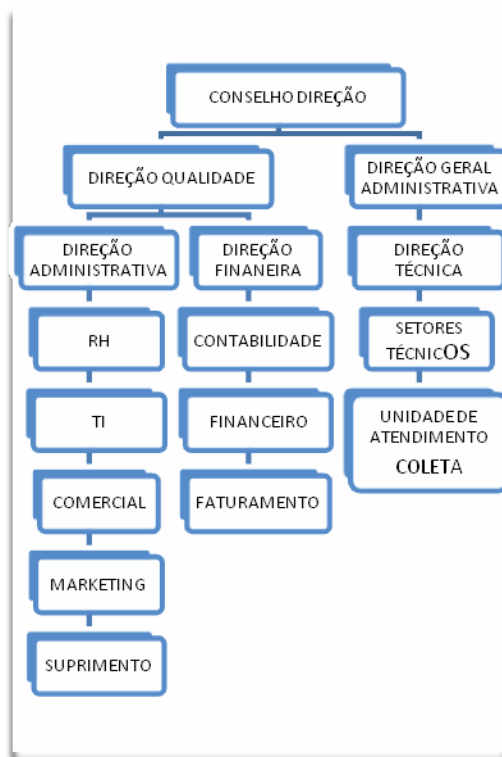 CONSELHO DIREÇÃO
DIREÇÃO QUALIDADE
DIREÇÃO GERAL
ADMINISTRATIVA
DIREÇÃO
ADMINISTRATIVA
DIREÇÃO
FINANEIRA
DIREÇÃO
TÉCNICA
RH
CONTABILIDADE
SETORES
TÉCNICOS
TI
FINANCEIRO
UNIDADE DE
ATENDIMENTO
COLETA
COMERCIAL
FATURAMENTO
MARKETING
SUPRIMENTO